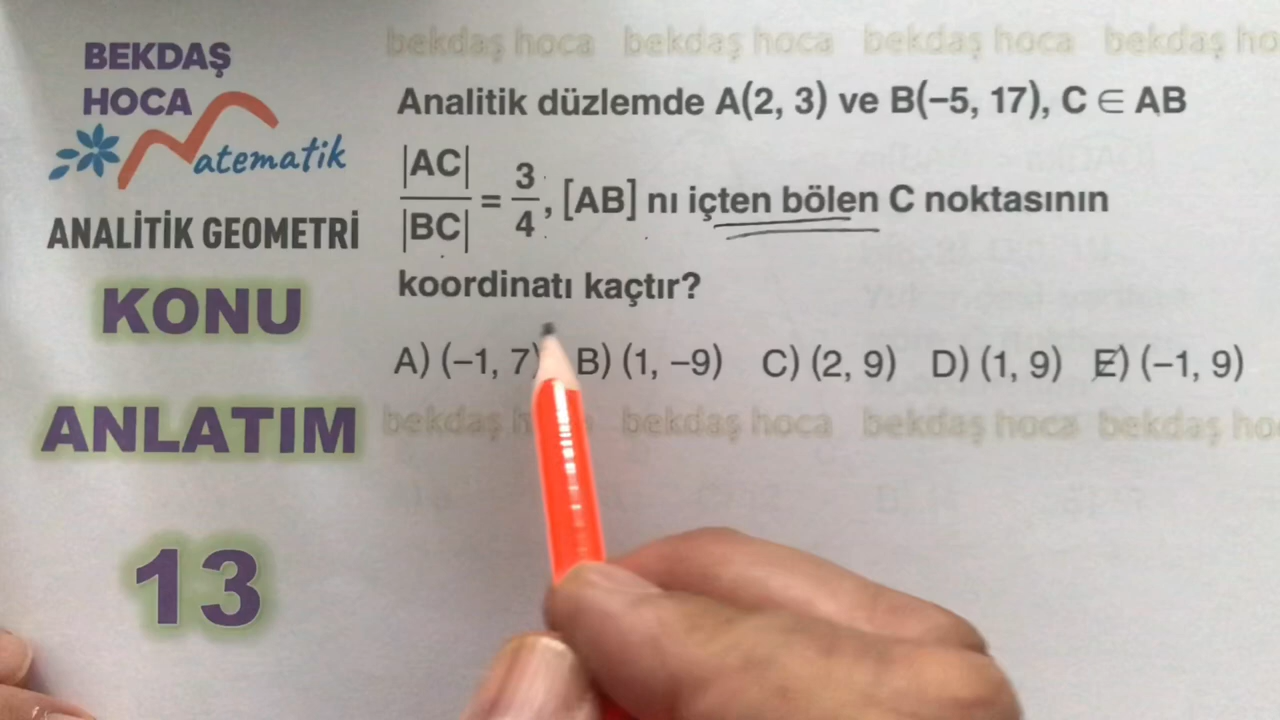 BEKDAŞ
HOCA
atematik
ANALİTİK GEOMETRİ
KONU
ANLATIM
13
bekdaş hoca bekdaş hoca bekdaş hoca bekdaş ho
Analitik düzlemde A(2, 3) ve B(–5, 17), C ∈ AB
|AC|/|BC| = 3/4, [AB] nı içten bölen C noktasının
koordinatı kaçtır?
A) (–1, 7) B) (1, –9) C) (2, 9) D) (1, 9) E) (–1, 9)
bekdaş h bekdaş hoca bekdaş hoca bekdaş ho